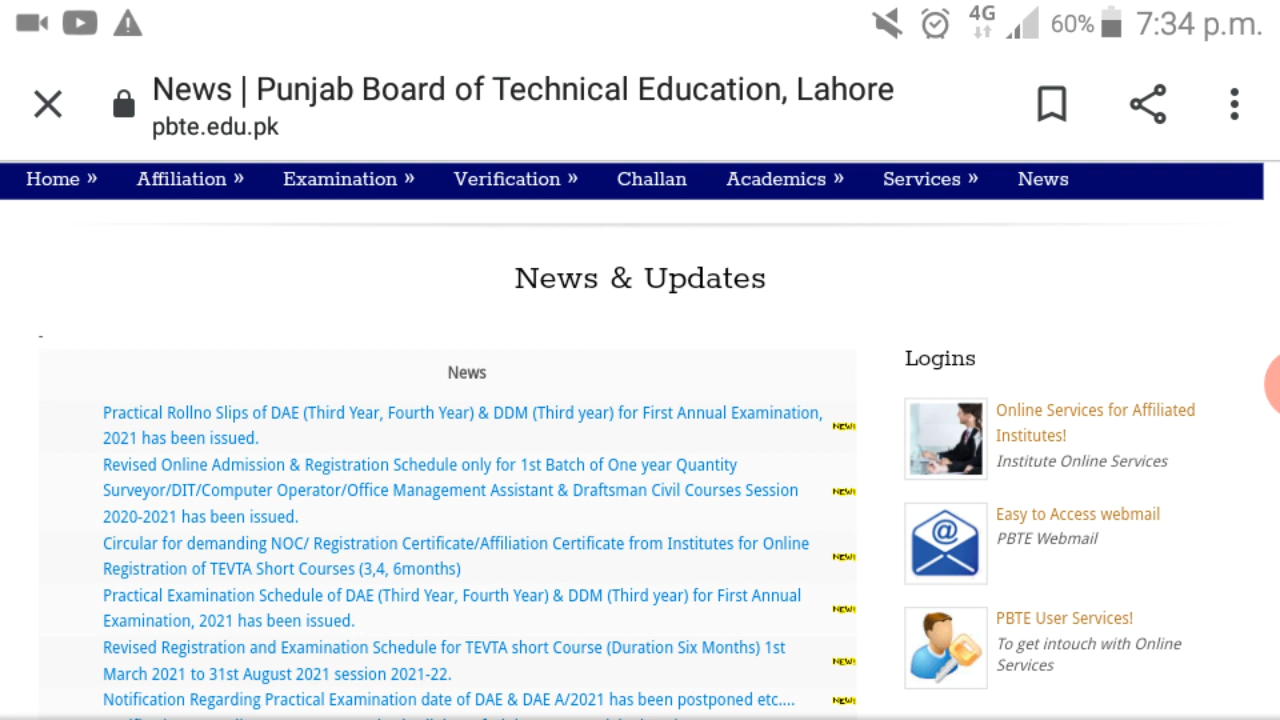 4G 60% 7:34 p.m.
News | Punjab Board of Technical Education, Lahore
pbte.edu.pk
Home » Affiliation » Examination » Verification » Challan Academics » Services » News
News & Updates
-
News
Practical Rollno Slips of DAE (Third Year, Fourth Year) & DDM (Third year) for First Annual Examination,
2021 has been issued.
NEW!
Revised Online Admission & Registration Schedule only for 1st Batch of One year Quantity
Surveyor/DIT/Computer Operator/Office Management Assistant & Draftsman Civil Courses Session
2020-2021 has been issued.
NEW!
Circular for demanding NOC/ Registration Certificate/Affiliation Certificate from Institutes for Online
Registration of TEVTA Short Courses (3,4, 6months)
NEW!
Practical Examination Schedule of DAE (Third Year, Fourth Year) & DDM (Third year) for First Annual
Examination, 2021 has been issued.
NEW!
Revised Registration and Examination Schedule for TEVTA short Course (Duration Six Months) 1st
March 2021 to 31st August 2021 session 2021-22.
NEW!
Notification Regarding Practical Examination date of DAE & DAE A/2021 has been postponed etc....
NEW!
Logins
Online Services for Affiliated
Institutes!
Institute Online Services
@
Easy to Access webmail
PBTE Webmail
PBTE User Services!
To get intouch with Online
Services